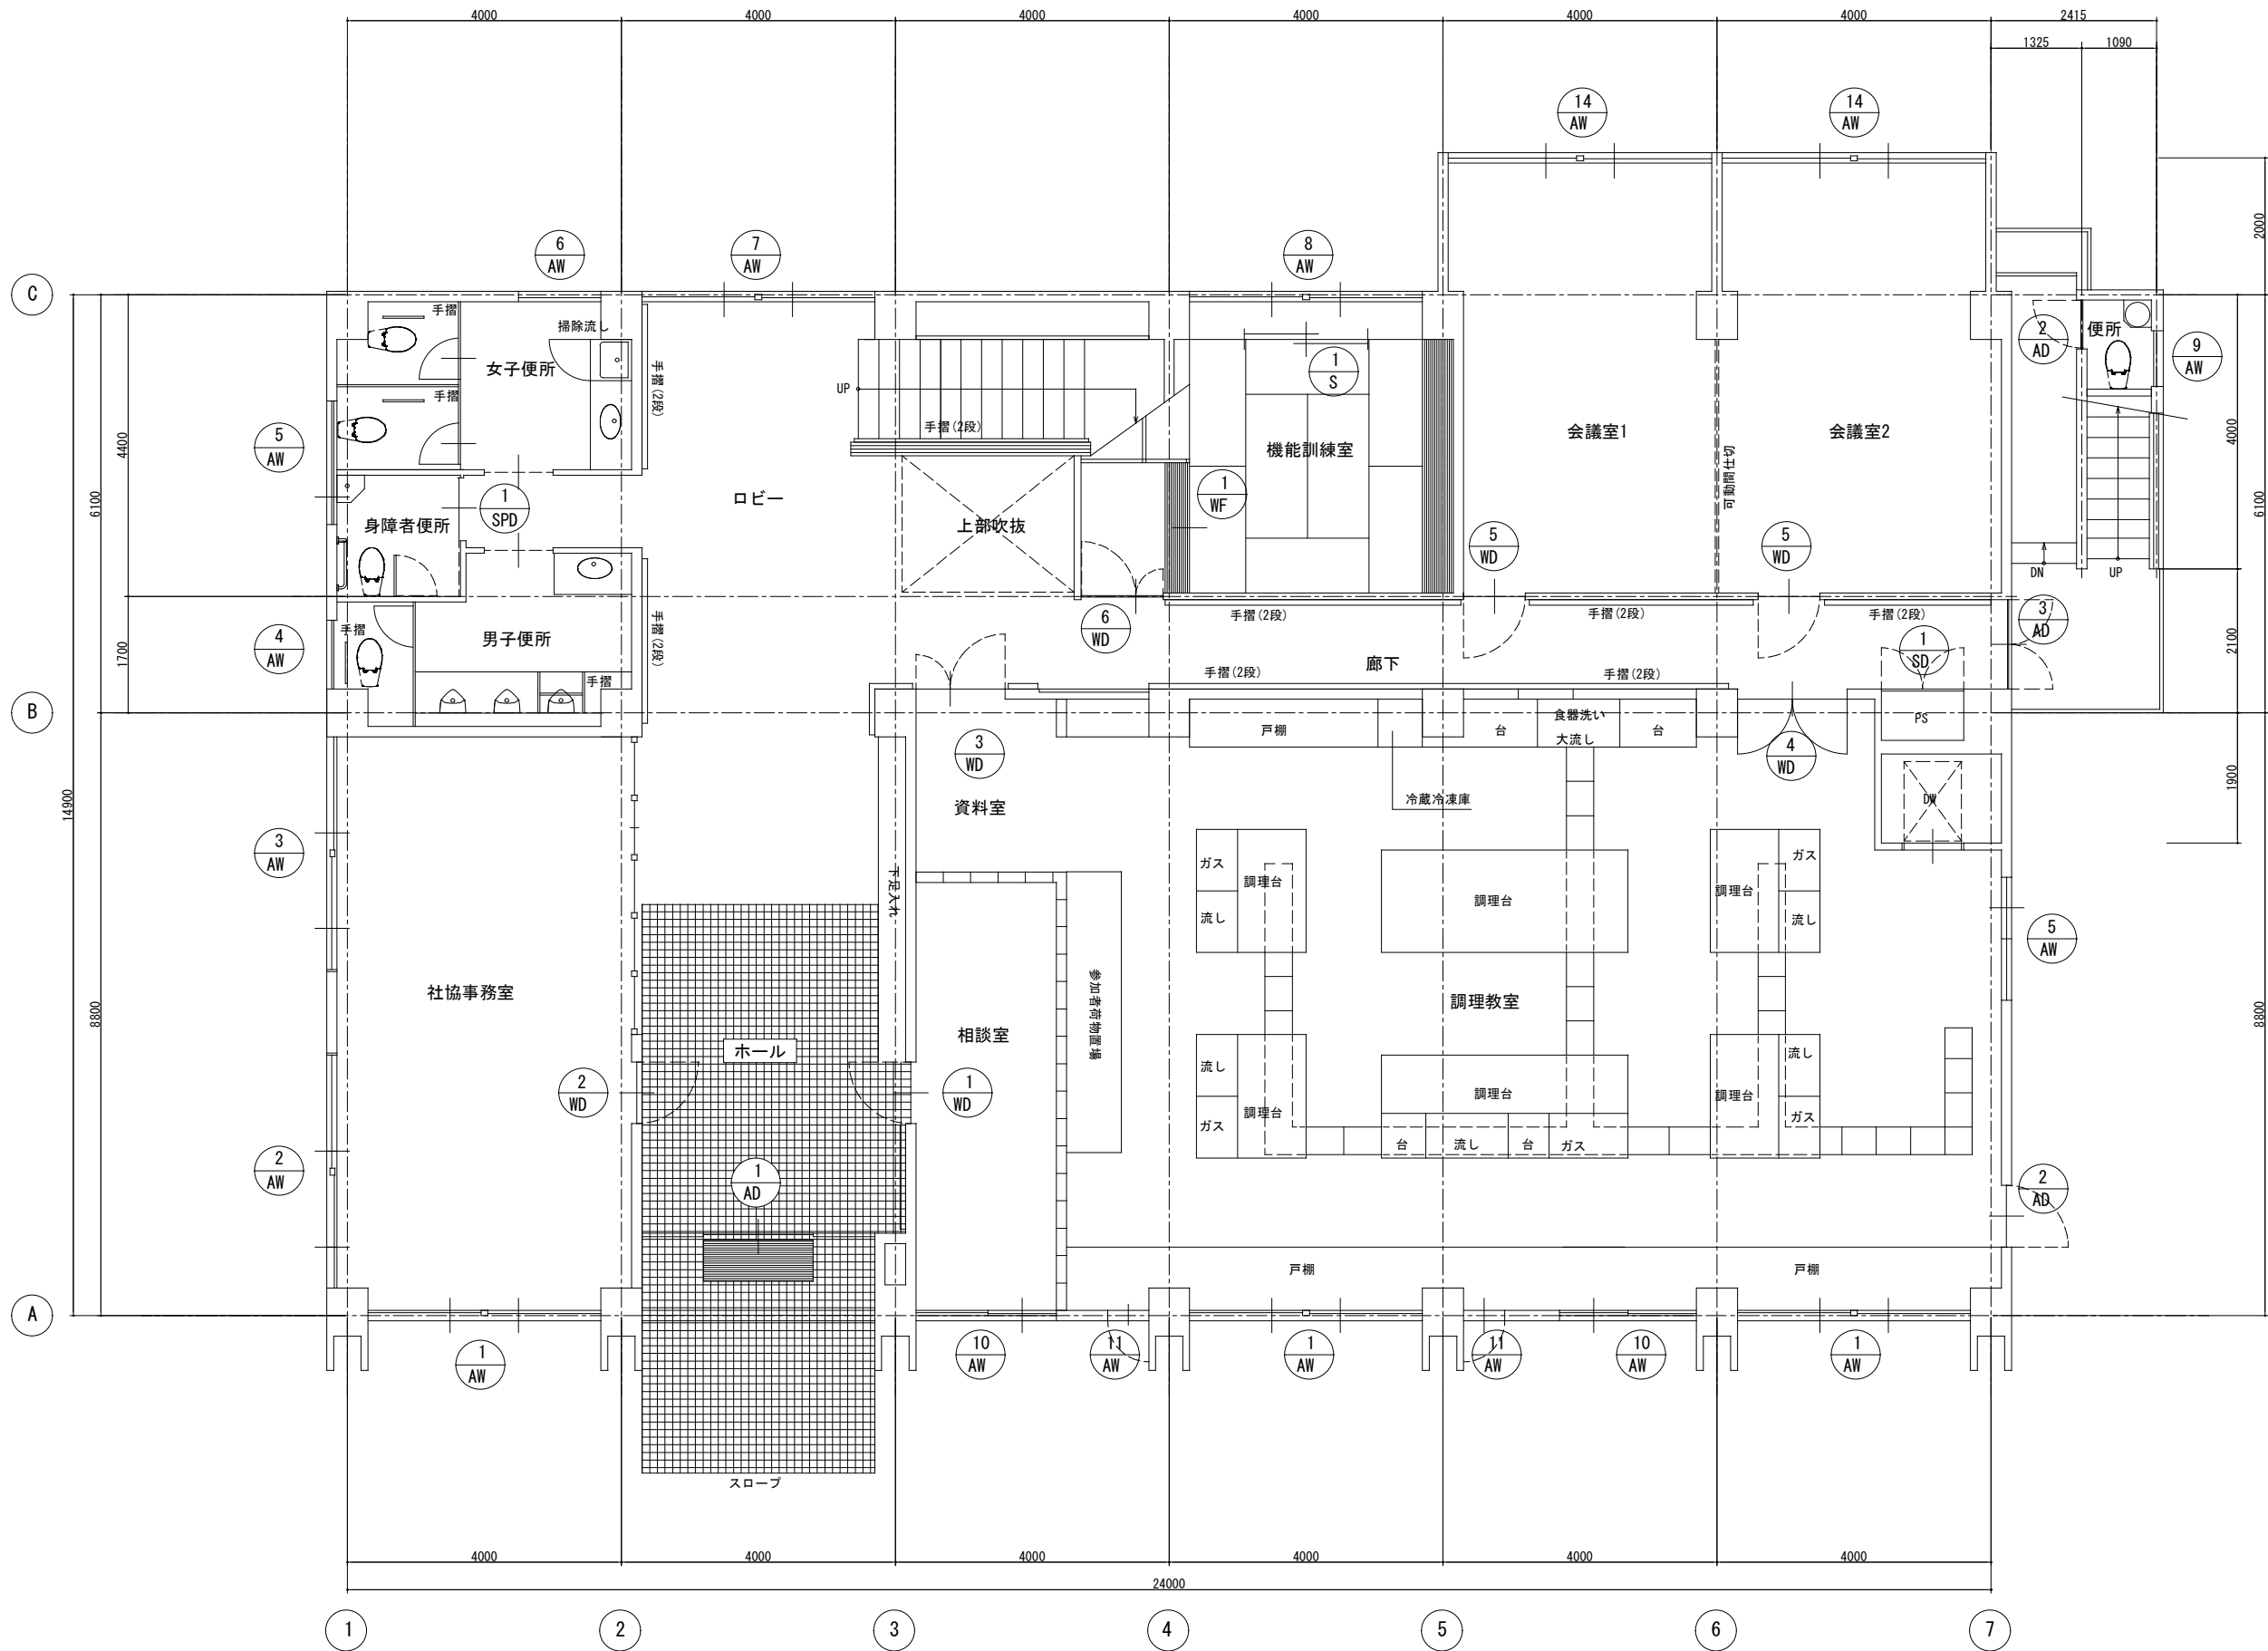 4000
4000
4000
4000
4000
4000
2415
1325
1090
14
AW
14
AW
2000
6
AW
7
AW
8
AW
C
手摺
掃除流し
女子便所
手摺
手摺(2段)
UP
手摺(2段)
1
S
2
AD
便所
9
AW
5
AW
4400
6100
機能訓練室
会議室1
会議室2
可動間仕切
4000
6100
1
SPD
身障者便所
ロビー
上部吹抜
1
WF
5
WD
5
WD
DN
UP
4
AW
1700
手摺
男子便所
手摺
手摺(2段)
6
WD
手摺(2段)
手摺(2段)
手摺(2段)
3
AD
1
SD
2100
廊下
手摺(2段)
手摺(2段)
B
3
WD
戸棚
台
食器洗い
大流し
台
4
WD
PS
1900
DW
14900
資料室
冷蔵冷凍庫
3
AW
下足入れ
ガス
調理台
流し
調理台
調理台
ガス
流し
5
AW
社協事務室
参加者荷物置場
調理教室
8800
8800
ホール
相談室
2
WD
1
WD
流し
調理台
ガス
調理台
台
流し
台
ガス
調理台
流し
ガス
2
AW
1
AD
2
AD
戸棚
戸棚
A
1
AW
10
AW
11
AW
1
AW
11
AW
10
AW
1
AW
スロープ
4000
4000
4000
4000
4000
4000
24000
1
2
3
4
5
6
7